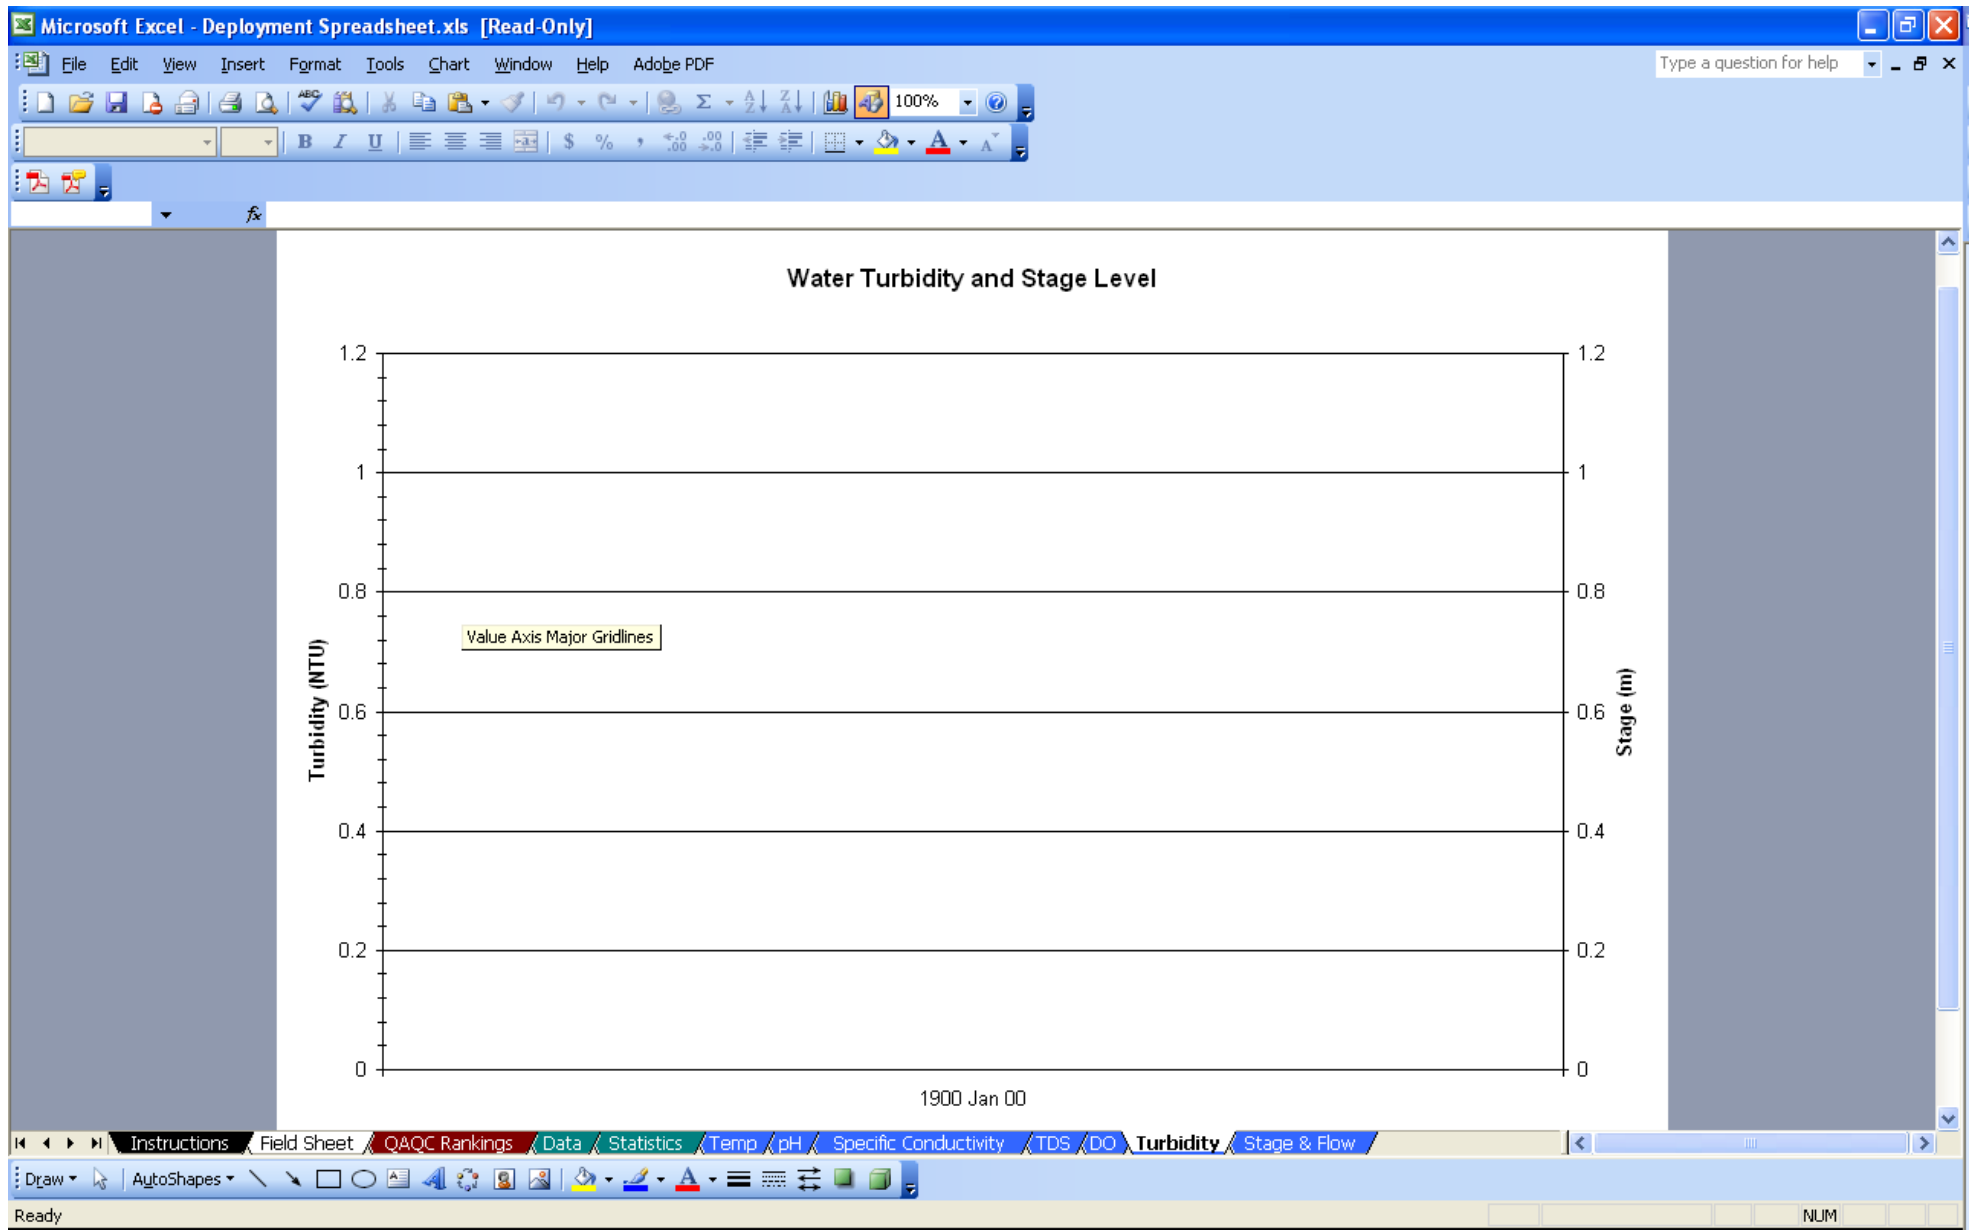 Microsoft Excel - Deployment Spreadsheet.xls [Read-Only]
File Edit View Insert Format Tools Chart Window Help Adobe PDF Type a question for help
100%
B I U $ % ,
fx
Water Turbidity and Stage Level
1.2 1.2
1 1
0.8 0.8
Value Axis Major Gridlines
Turbidity (NTU)
Stage (m)
0.6 0.6
0.4 0.4
0.2 0.2
0 0
1900 Jan 00
Instructions Field Sheet QAQC Rankings Data Statistics Temp pH Specific Conductivity TDS DO Turbidity Stage & Flow
Draw AutoShapes
Ready NUM